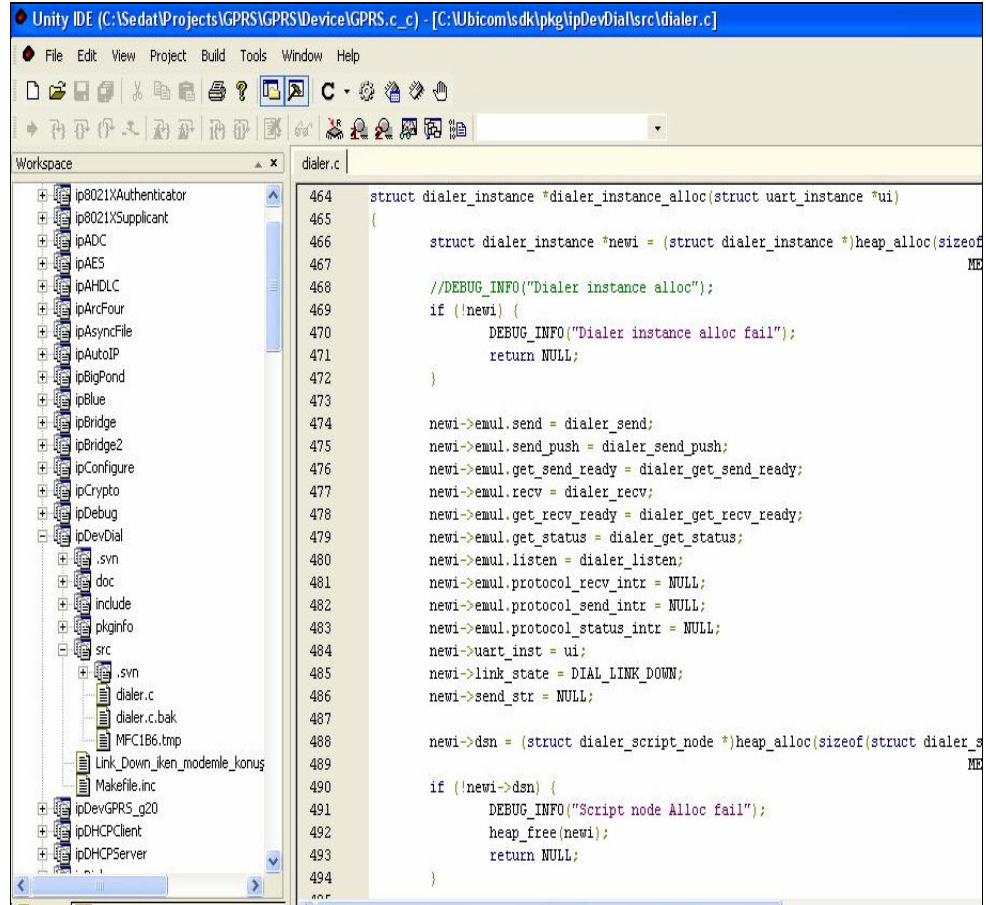 Unity IDE (C:\Sedat\Projects\GPRS\GPRS\Device\GPRS.c_c) - [C:\Ubicom\sdk\pkg\ipDevDial\src\dialer.c]
File Edit View Project Build Tools Window Help
Workspace
ip8021XAuthenticator
ip8021XSupplicant
ipADC
ipAES
ipAHDLC
ipArcFour
ipAsyncFile
ipAutoIP
ipBigPond
ipBlue
ipBridge
ipBridge2
ipConfigure
ipCrypto
ipDebug
ipDevDial
.svn
doc
include
pkginfo
src
.svn
dialer.c
dialer.c.bak
MFC1B6.tmp
Link_Down_iken_modemle_konuş
Makefile.inc
ipDevGPRS_g20
ipDHCPClient
ipDHCPServer
dialer.c
464 struct dialer_instance *dialer_instance_alloc(struct uart_instance *ui)
465 {
466 struct dialer_instance *newi = (struct dialer_instance *)heap_alloc(sizeof
467 ME
468 //DEBUG_INFO("Dialer instance alloc");
469 if (!newi) {
470 DEBUG_INFO("Dialer instance alloc fail");
471 return NULL;
472 }
473
474 newi->emul.send = dialer_send;
475 newi->emul.send_push = dialer_send_push;
476 newi->emul.get_send_ready = dialer_get_send_ready;
477 newi->emul.recv = dialer_recv;
478 newi->emul.get_recv_ready = dialer_get_recv_ready;
479 newi->emul.get_status = dialer_get_status;
480 newi->emul.listen = dialer_listen;
481 newi->emul.protocol_recv_intr = NULL;
482 newi->emul.protocol_send_intr = NULL;
483 newi->emul.protocol_status_intr = NULL;
484 newi->uart_inst = ui;
485 newi->link_state = DIAL_LINK_DOWN;
486 newi->send_str = NULL;
487
488 newi->dsn = (struct dialer_script_node *)heap_alloc(sizeof(struct dialer_s
489 ME
490 if (!newi->dsn) {
491 DEBUG_INFO("Script node Alloc fail");
492 heap_free(newi);
493 return NULL;
494 }